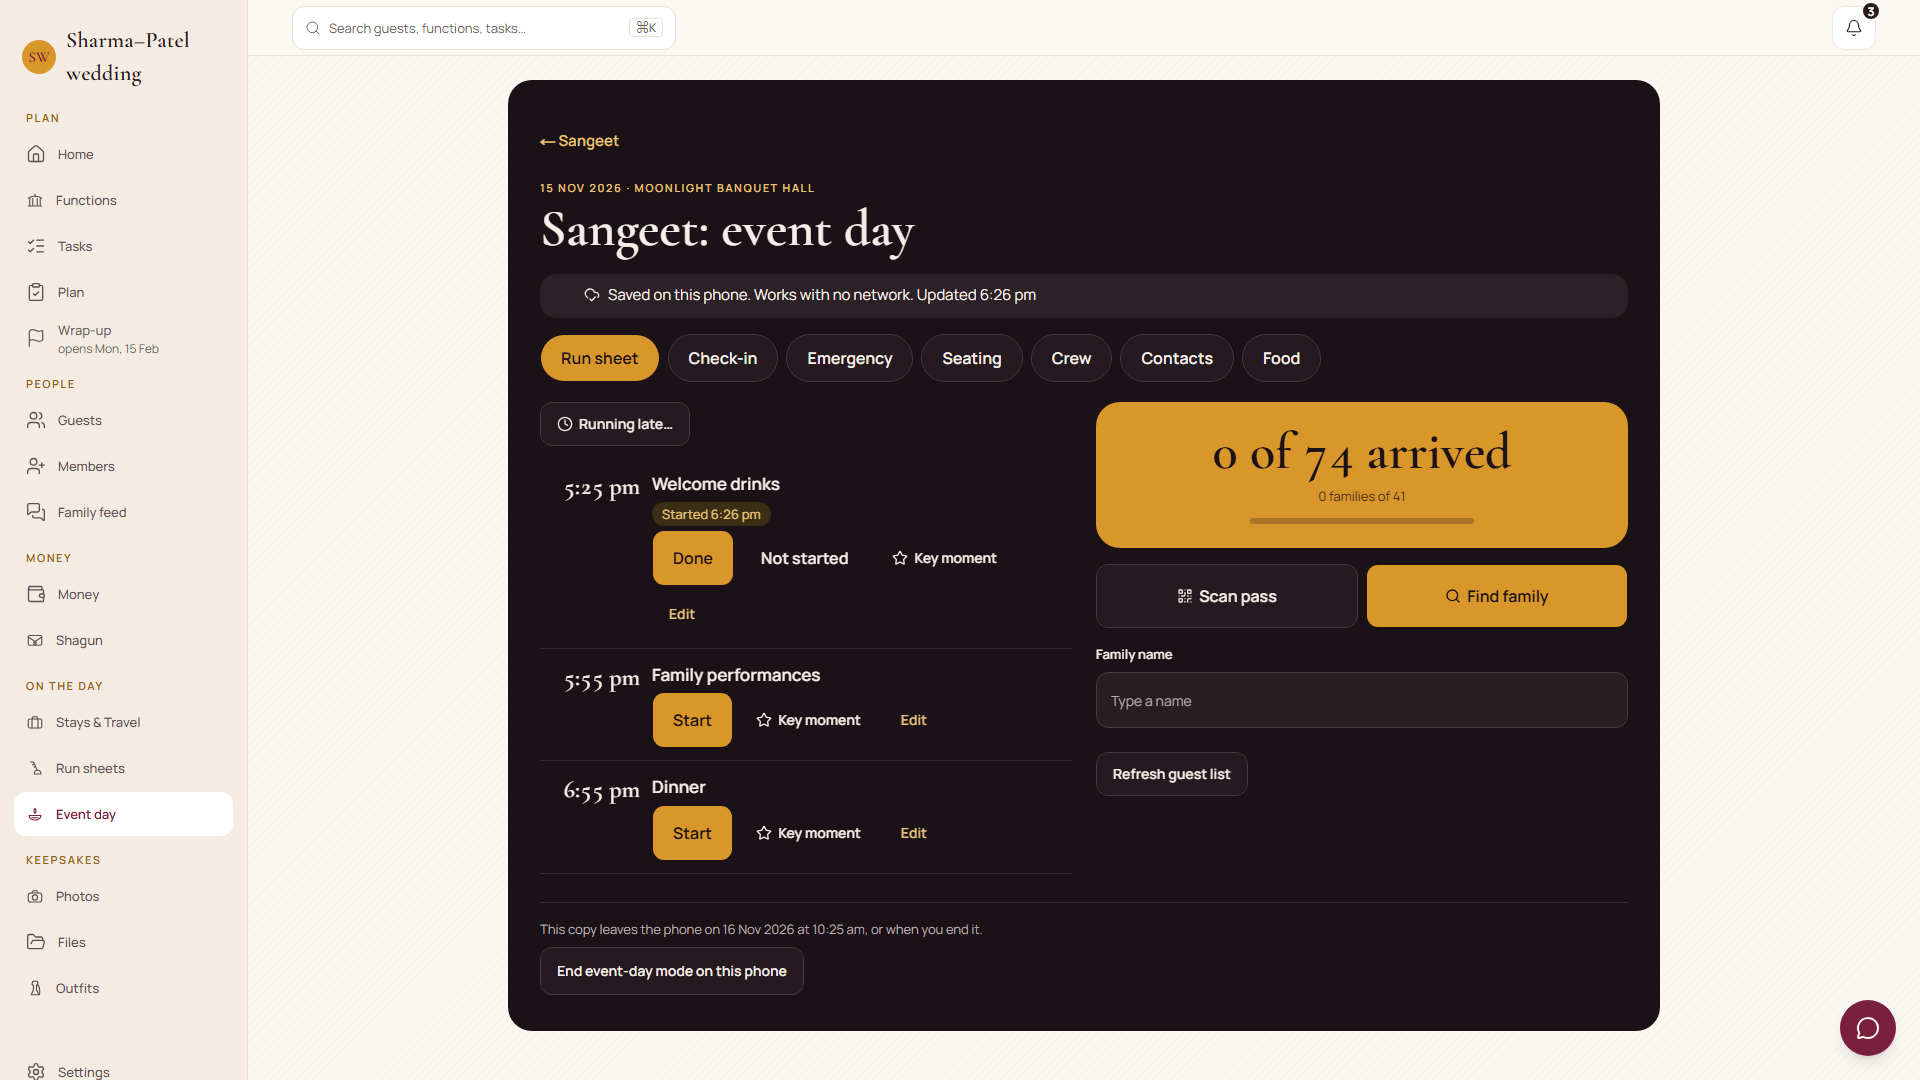 SW
Sharma–Patel
wedding
PLAN
Home
Functions
Tasks
Plan
Wrap-up
opens Mon, 15 Feb
PEOPLE
Guests
Members
Family feed
MONEY
Money
Shagun
ON THE DAY
Stays & Travel
Run sheets
Event day
KEEPSAKES
Photos
Files
Outfits
Settings
Search guests, functions, tasks... ⌘K
3
← Sangeet
15 NOV 2026 · MOONLIGHT BANQUET HALL
Sangeet: event day
Saved on this phone. Works with no network. Updated 6:26 pm
Run sheet Check-in Emergency Seating Crew Contacts Food
Running late...
5:25 pm Welcome drinks
Started 6:26 pm
Done Not started Key moment
Edit
5:55 pm Family performances
Start Key moment Edit
6:55 pm Dinner
Start Key moment Edit
0 of 74 arrived
0 families of 41
Scan pass Find family
Family name
Type a name
Refresh guest list
This copy leaves the phone on 16 Nov 2026 at 10:25 am, or when you end it.
End event-day mode on this phone